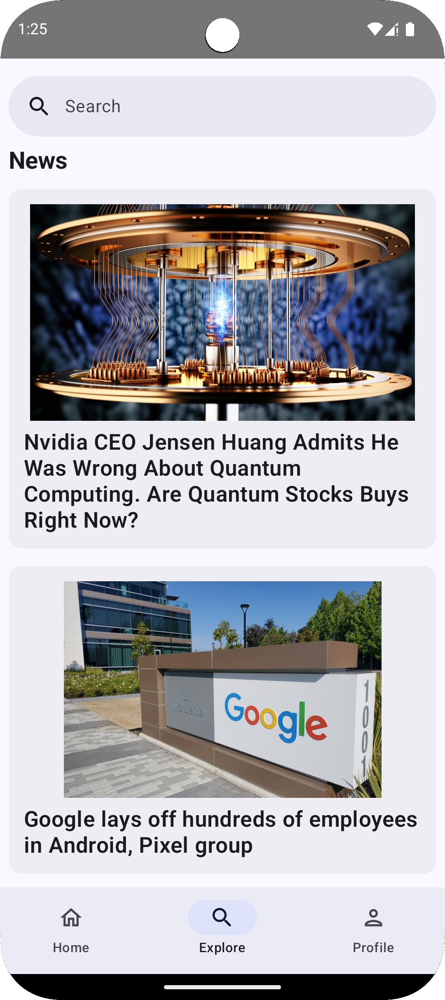 1:25
Search
News
Nvidia CEO Jensen Huang Admits He
Was Wrong About Quantum
Computing. Are Quantum Stocks Buys
Right Now?
1001
N. Shoreline
Google
1001
Google lays off hundreds of employees
in Android, Pixel group
Home
Explore
Profile